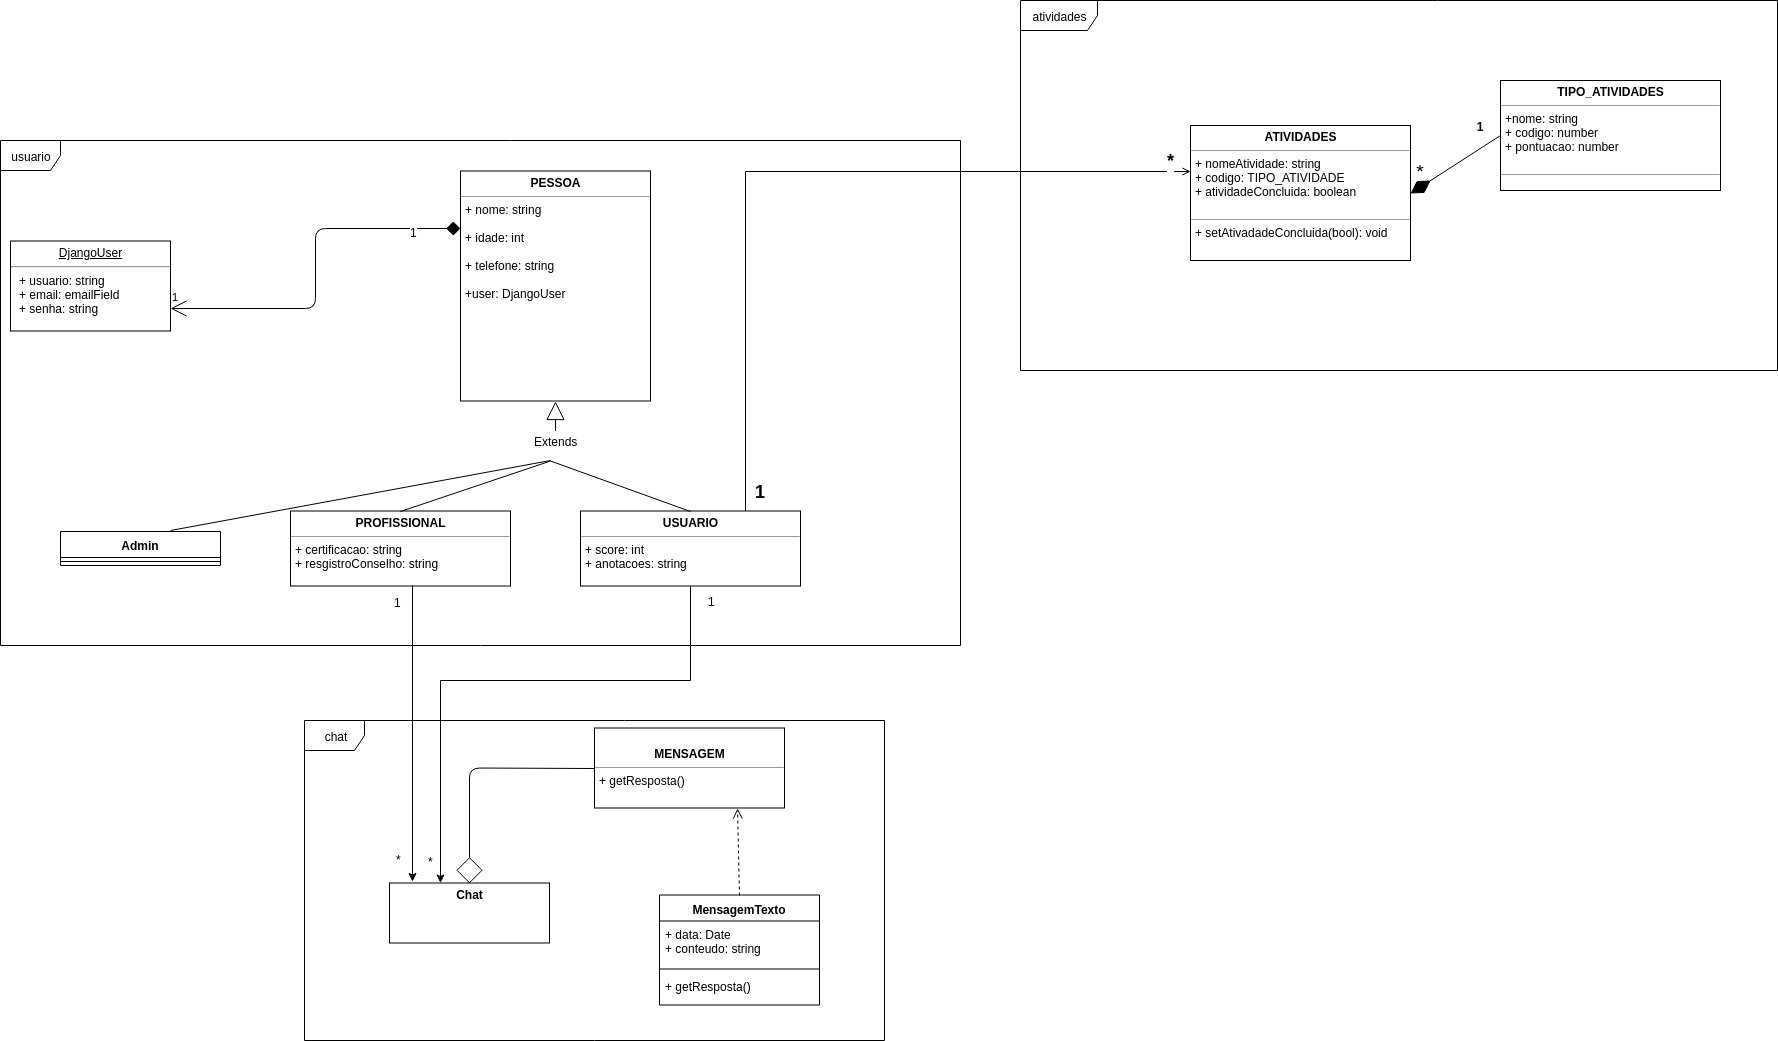 atividades
TIPO_ATIVIDADES
+nome: string
+ codigo: number
+ pontuacao: number
1
*
ATIVIDADES
+ nomeAtividade: string
+ codigo: TIPO_ATIVIDADE
+ atividadeConcluida: boolean
+ setAtivadadeConcluida(bool): void
*
usuario
PESSOA
+ nome: string
+ idade: int
+ telefone: string
+user: DjangoUser
1
DjangoUser
+ usuario: string
+ email: emailField
+ senha: string
1
Extends
1
Admin
PROFISSIONAL
+ certificacao: string
+ resgistroConselho: string
USUARIO
+ score: int
+ anotacoes: string
1
1
chat
MENSAGEM
+ getResposta()
*
*
Chat
MensagemTexto
+ data: Date
+ conteudo: string
+ getResposta()